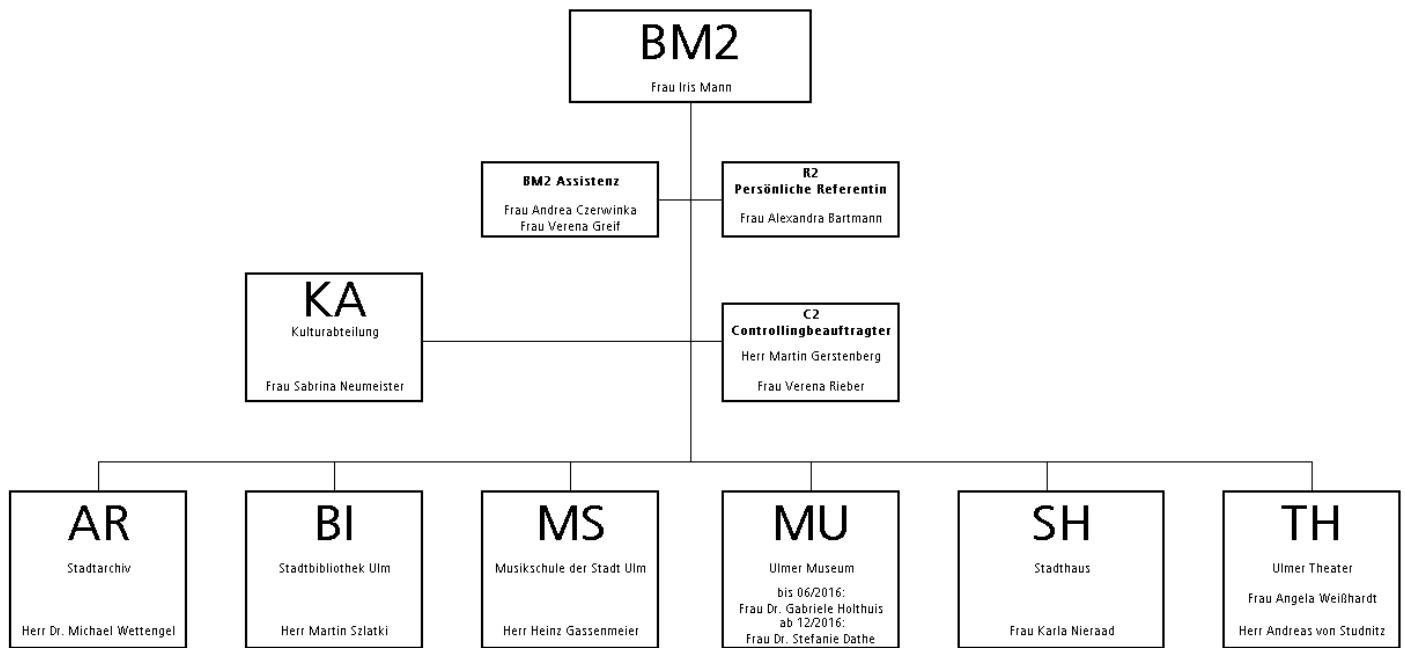 BM2
Frau Iris Mann
BM2 Assistenz
Frau Andrea Czerwinka
Frau Verena Greif
R2
Persönliche Referentin
Frau Alexandra Bartmann
KA
Kulturabteilung
Frau Sabrina Neumeister
C2
Controllingbeauftragter
Herr Martin Gerstenberg
Frau Verena Rieber
AR
Stadtarchiv
Herr Dr. Michael Wettengel
BI
Stadtbibliothek Ulm
Herr Martin Szlatki
MS
Musikschule der Stadt Ulm
Herr Heinz Gassenmeier
MU
Ulmer Museum
bis 06/2016:
Frau Dr. Gabriele Holthuis
ab 12/2016:
Frau Dr. Stefanie Dathe
SH
Stadthaus
Frau Karla Nieraad
TH
Ulmer Theater
Frau Angela Weißhardt
Herr Andreas von Studnitz